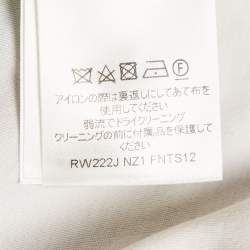 アイロンの際は裏返しにしてあて布を
使用してください
弱流でドライクリーニング
クリーニングの前に付属品を保護して
ください
RW222J NZ1 FNTS12